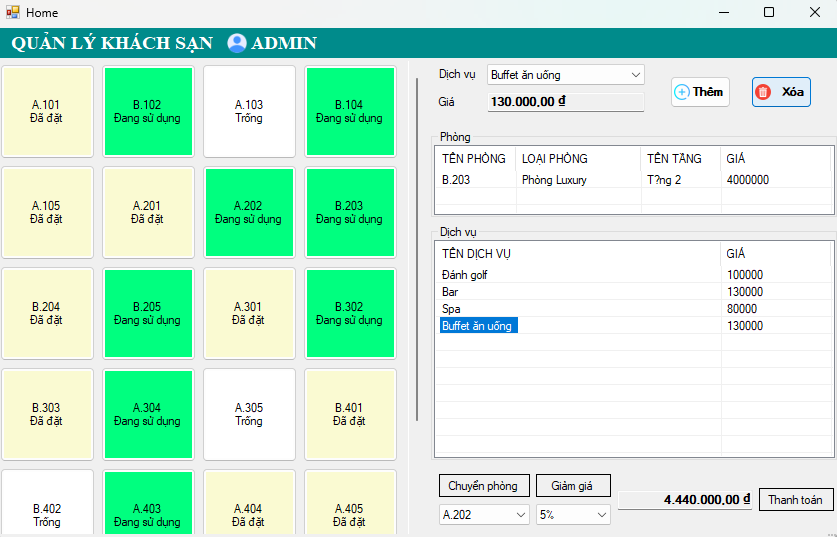 Home
QUẢN LÝ KHÁCH SẠN ADMIN
A.101
Đã đặt
B.102
Đang sử dụng
A.103
Trống
B.104
Đang sử dụng
A.105
Đã đặt
A.201
Đã đặt
A.202
Đang sử dụng
B.203
Đang sử dụng
B.204
Đã đặt
B.205
Đang sử dụng
A.301
Đã đặt
B.302
Đang sử dụng
B.303
Đã đặt
A.304
Đang sử dụng
A.305
Trống
B.401
Đã đặt
B.402
Trống
A.403
Đang sử dụng
A.404
Đã đặt
A.405
Đã đặt
Dịch vụ Buffet ăn uống
Giá 130.000,00 ₫
Thêm
Xóa
Phòng
TÊN PHÒNG LOẠI PHÒNG TÊN TẦNG GIÁ
B.203 Phòng Luxury T?ng 2 4000000
Dịch vụ
TÊN DỊCH VỤ GIÁ
Đánh golf 100000
Bar 130000
Spa 80000
Buffet ăn uống 130000
Chuyển phòng Giảm giá
A.202 5%
4.440.000,00 ₫ Thanh toán